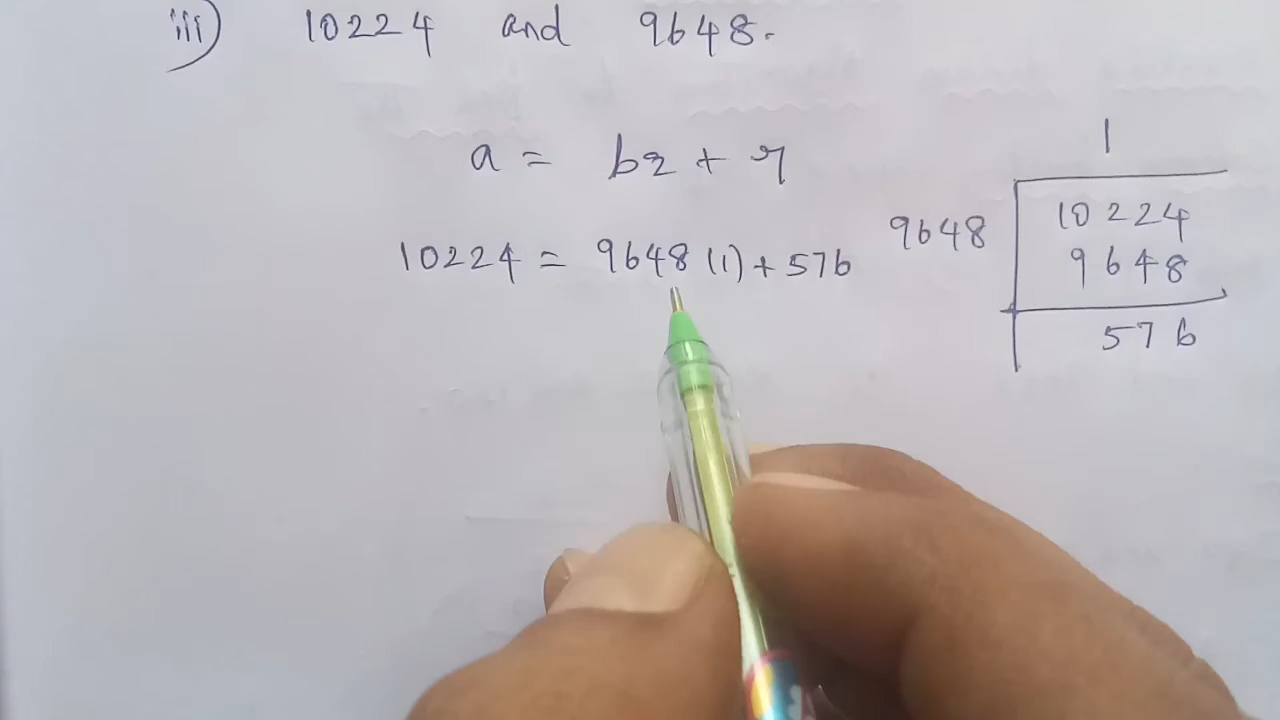 iii) 10224 and 9648.
a = bq + r
10224 = 9648 (1) + 576
1
9648 10224
9648
576